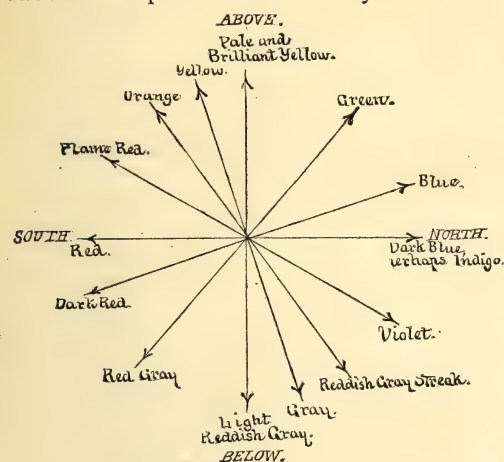 ABOVE.
Pale and
Brilliant Yellow.
Yellow.
Orange
Green.
Flame Red.
Blue.
SOUTH.
NORTH.
Red.
Dark Blue,
perhaps Indigo.
Dark Red
Violet.
Red Gray
Reddish Gray Streak.
Gray.
Light
Reddish Gray.
BELOW.